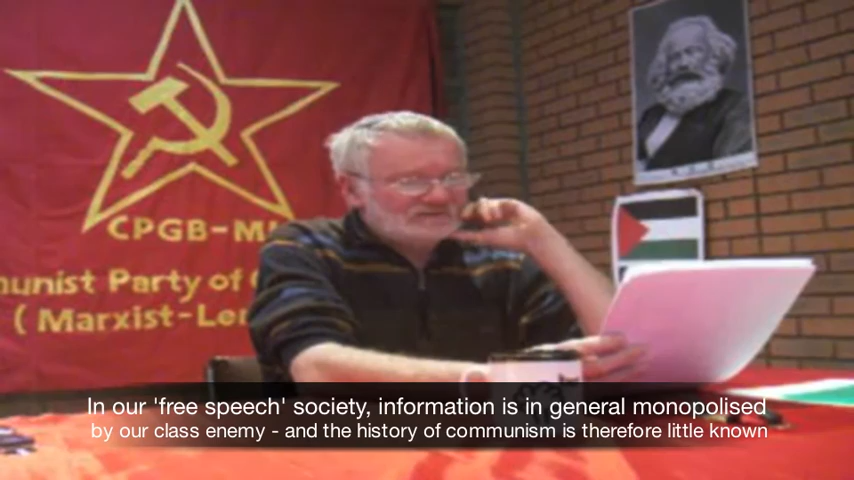 CPGB-M
munist Party of
( Marxist-Le
In our 'free speech' society, information is in general monopolised
by our class enemy - and the history of communism is therefore little known